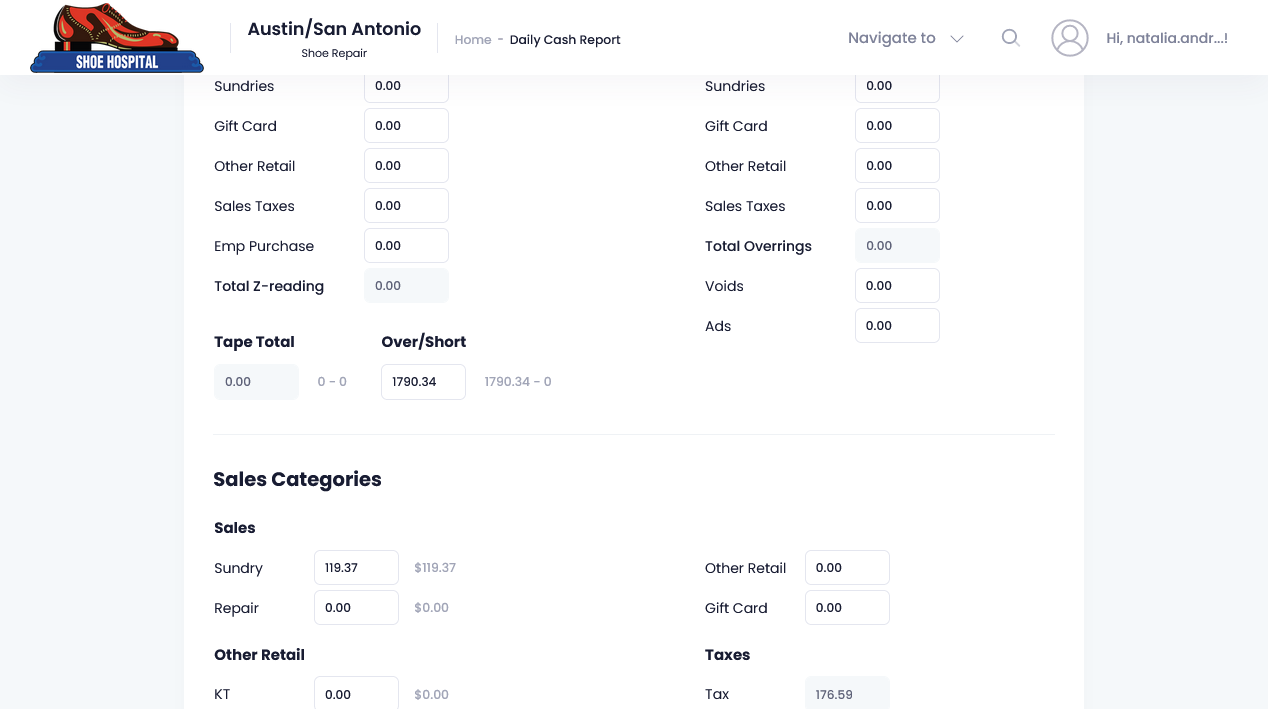 SHOE HOSPITAL
Austin/San Antonio
Shoe Repair
Home - Daily Cash Report
Navigate to
Hi, natalia.andr...!
Sundries 0.00
Gift Card 0.00
Other Retail 0.00
Sales Taxes 0.00
Emp Purchase 0.00
Total Z-reading 0.00
Sundries 0.00
Gift Card 0.00
Other Retail 0.00
Sales Taxes 0.00
Total Overrings 0.00
Voids 0.00
Ads 0.00
Tape Total Over/Short
0.00 0 - 0 1790.34 1790.34 - 0
Sales Categories
Sales
Sundry 119.37 $119.37
Repair 0.00 $0.00
Other Retail 0.00
Gift Card 0.00
Other Retail
KT 0.00 $0.00
Taxes
Tax 176.59